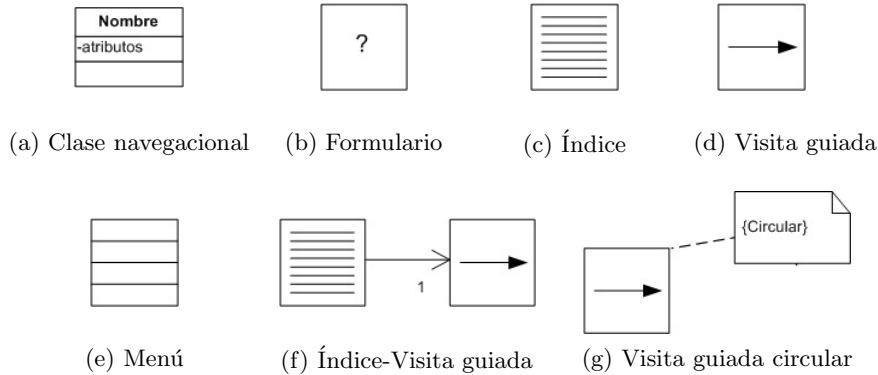 Nombre
-atributos
?
(a) Clase navegacional
(b) Formulario
(c) Índice
(d) Visita guiada
1
{Circular}
(e) Menú
(f) Índice-Visita guiada
(g) Visita guiada circular